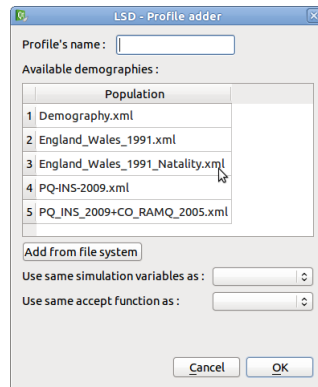 LSD - Profile adder
Profile's name :
Available demographies :
Population
1 Demography.xml
2 England_Wales_1991.xml
3 England_Wales_1991_Natality.xml
4 PQ-INS-2009.xml
5 PQ_INS_2009+CO_RAMQ_2005.xml
Add from file system
Use same simulation variables as :
Use same accept function as :
Cancel OK